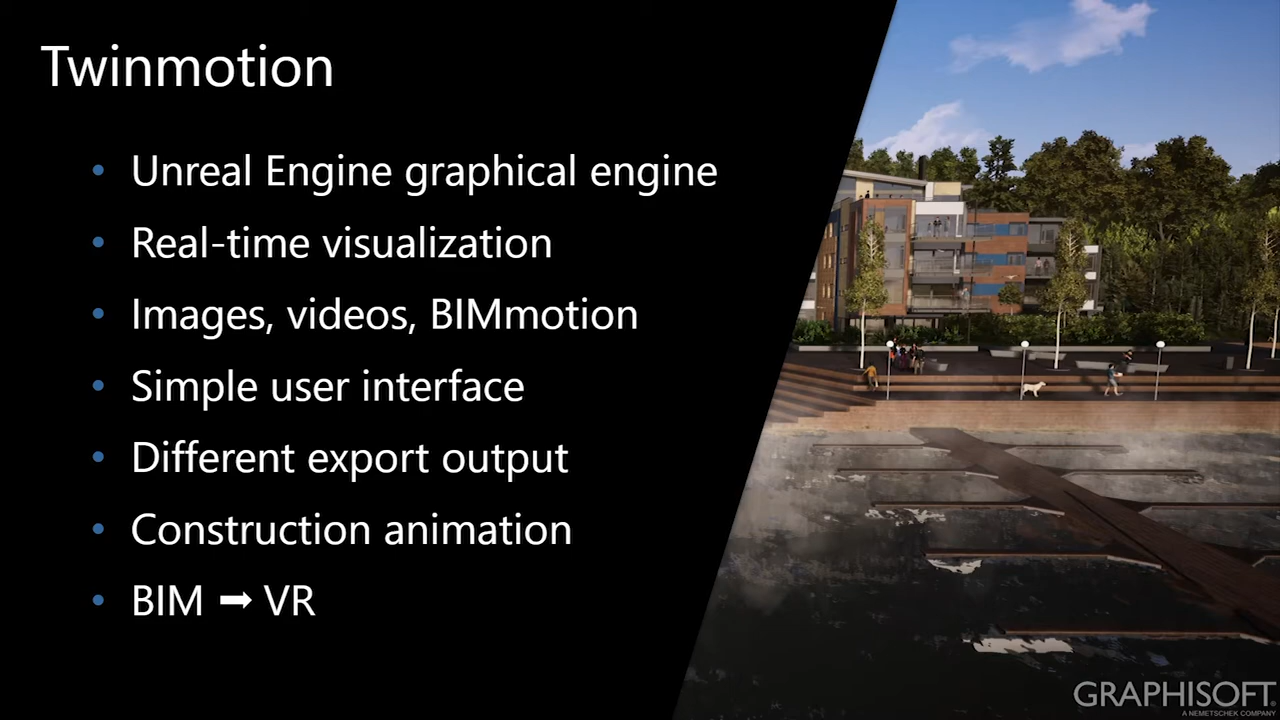 Twinmotion
• Unreal Engine graphical engine
• Real-time visualization
• Images, videos, BIMmotion
• Simple user interface
• Different export output
• Construction animation
• BIM ➡ VR
GRAPHISOFT®
A NEMETSCHEK COMPANY